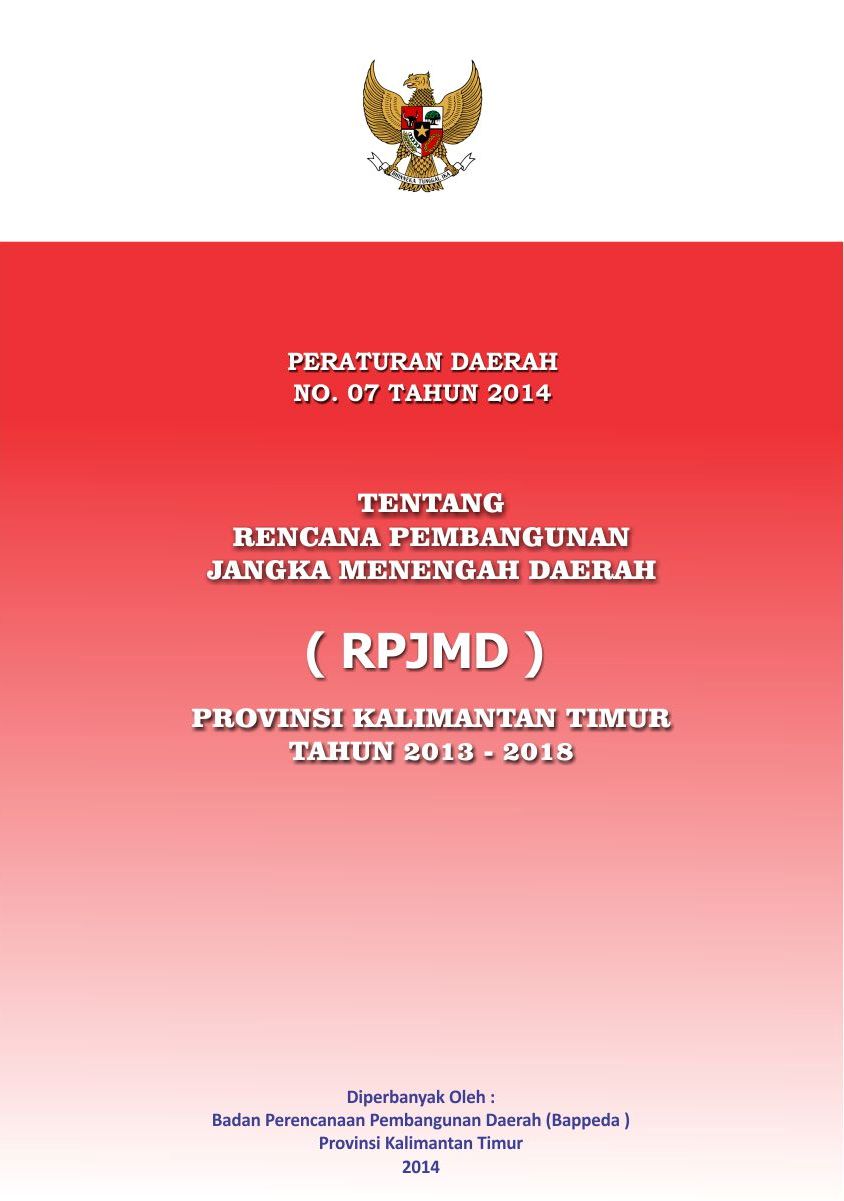 BHINNEKA TUNGGAL IKA
PERATURAN DAERAH
NO. 07 TAHUN 2014
TENTANG
RENCANA PEMBANGUNAN
JANGKA MENENGAH DAERAH
( RPJMD )
PROVINSI KALIMANTAN TIMUR
TAHUN 2013 - 2018
Diperbanyak Oleh :
Badan Perencanaan Pembangunan Daerah (Bappeda )
Provinsi Kalimantan Timur
2014